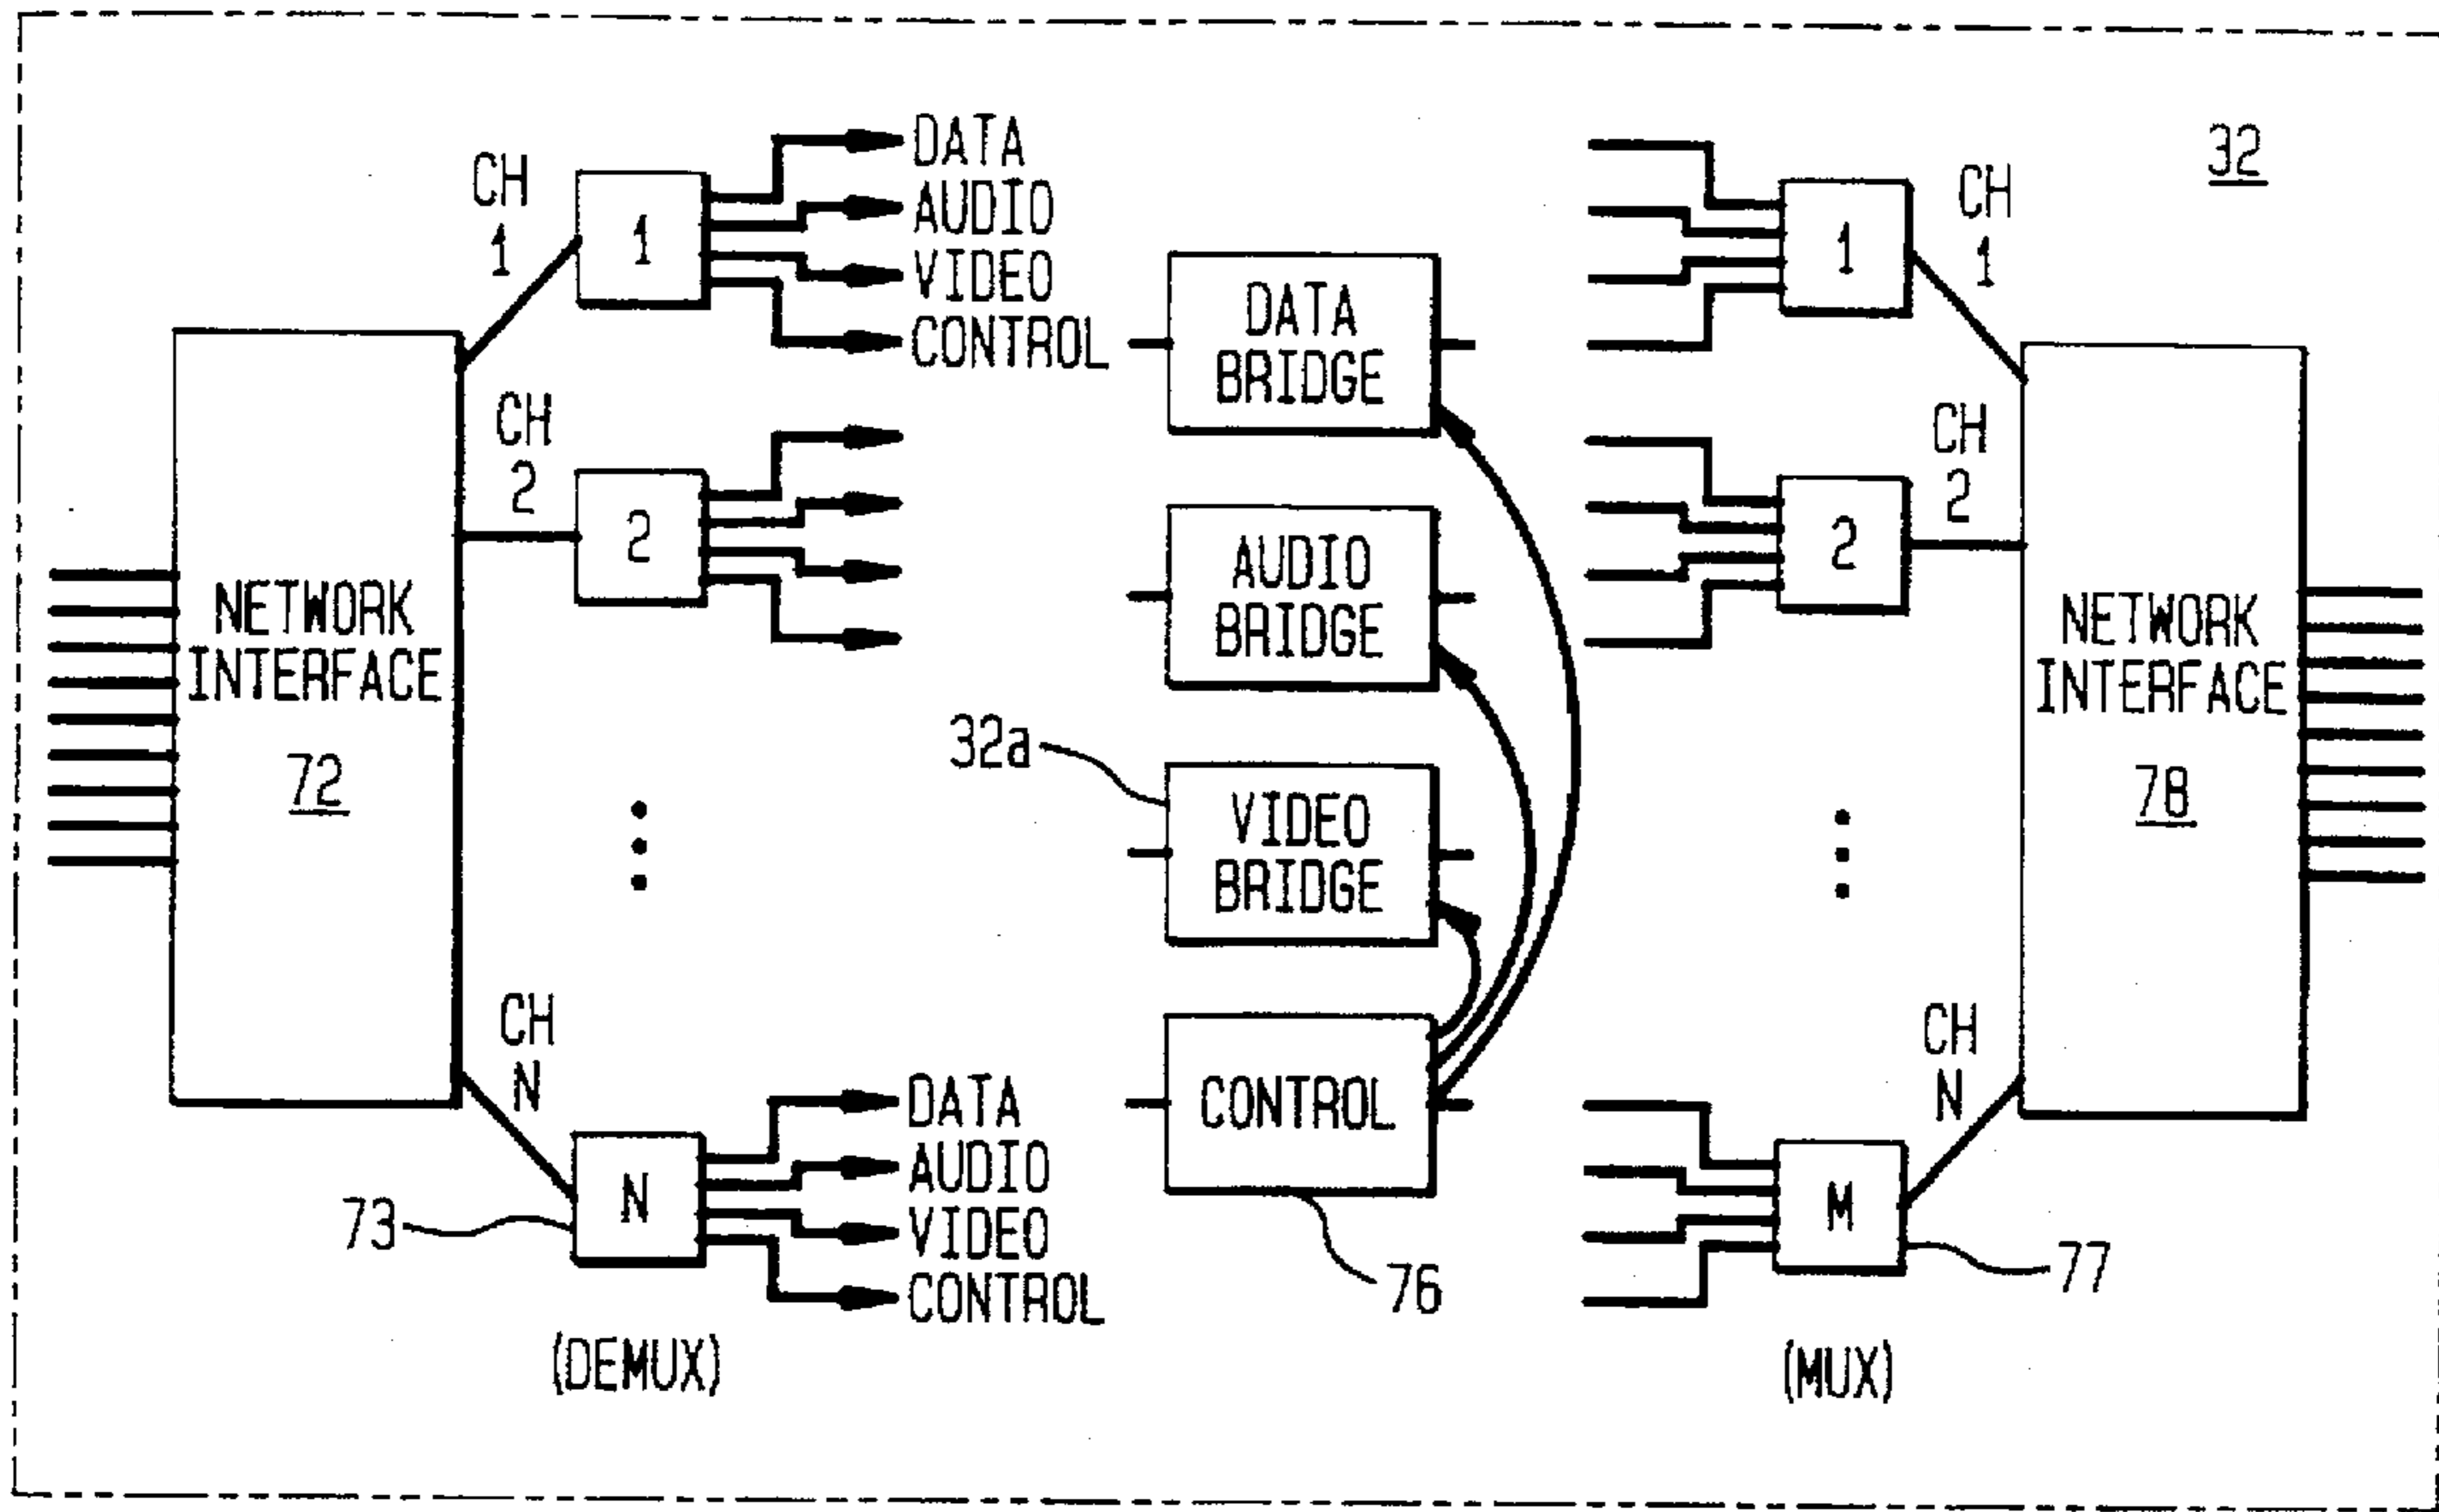 32
CH
1
1
DATA
AUDIO
VIDEO
CONTROL
CH
2
2
NETWORK
INTERFACE
72
CH
N
N
73
DATA
AUDIO
VIDEO
CONTROL
(DEMUX)
DATA
BRIDGE
AUDIO
BRIDGE
32a
VIDEO
BRIDGE
CONTROL
76
1
CH
1
2
CH
2
NETWORK
INTERFACE
78
CH
N
M
77
(MUX)